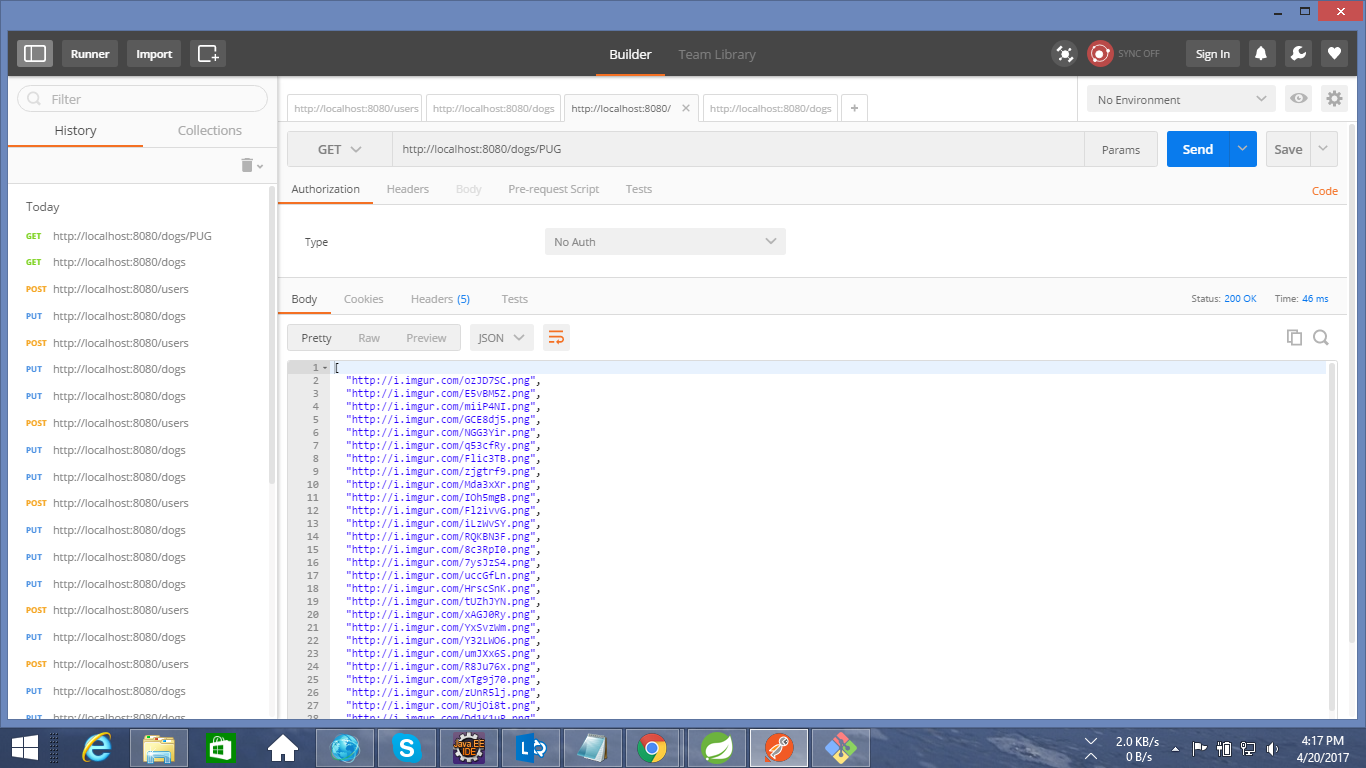 Runner Import Builder Team Library SYNC OFF Sign In
Filter
History Collections
Today
GET http://localhost:8080/dogs/PUG
GET http://localhost:8080/dogs
POST http://localhost:8080/users
PUT http://localhost:8080/dogs
POST http://localhost:8080/users
PUT http://localhost:8080/dogs
PUT http://localhost:8080/dogs
POST http://localhost:8080/users
PUT http://localhost:8080/dogs
PUT http://localhost:8080/dogs
POST http://localhost:8080/users
PUT http://localhost:8080/dogs
PUT http://localhost:8080/dogs
PUT http://localhost:8080/dogs
POST http://localhost:8080/users
PUT http://localhost:8080/dogs
POST http://localhost:8080/users
PUT http://localhost:8080/dogs
PUT http://localhost:8080/dogs
http://localhost:8080/users http://localhost:8080/dogs http://localhost:8080/ http://localhost:8080/dogs +
No Environment
GET http://localhost:8080/dogs/PUG Params Send Save
Authorization Headers Body Pre-request Script Tests Code
Type No Auth
Body Cookies Headers (5) Tests Status: 200 OK Time: 46 ms
Pretty Raw Preview JSON
1 [
2 "http://i.imgur.com/ozJD7SC.png",
3 "http://i.imgur.com/E5vBM5Z.png",
4 "http://i.imgur.com/miiP4NI.png",
5 "http://i.imgur.com/GCE8dj5.png",
6 "http://i.imgur.com/NGG3Yir.png",
7 "http://i.imgur.com/q53cfRy.png",
8 "http://i.imgur.com/Flic3TB.png",
9 "http://i.imgur.com/zjgtrf9.png",
10 "http://i.imgur.com/Mda3xXr.png",
11 "http://i.imgur.com/IOh5mgB.png",
12 "http://i.imgur.com/Fl2ivvG.png",
13 "http://i.imgur.com/iLzWvSY.png",
14 "http://i.imgur.com/RQKBN3F.png",
15 "http://i.imgur.com/8c3RpI0.png",
16 "http://i.imgur.com/7ysJzS4.png",
17 "http://i.imgur.com/uccGfLn.png",
18 "http://i.imgur.com/HrscSnK.png",
19 "http://i.imgur.com/tUZhJYN.png",
20 "http://i.imgur.com/xAGJ0Ry.png",
21 "http://i.imgur.com/YxSvzWm.png",
22 "http://i.imgur.com/Y32LWO6.png",
23 "http://i.imgur.com/umJXx6S.png",
24 "http://i.imgur.com/R8Ju76x.png",
25 "http://i.imgur.com/xTg9j70.png",
26 "http://i.imgur.com/zUnR5lj.png",
27 "http://i.imgur.com/RUjOi8t.png",
28
Java EE IDE
2.0 KB/s
0 B/s
4:17 PM
4/20/2017